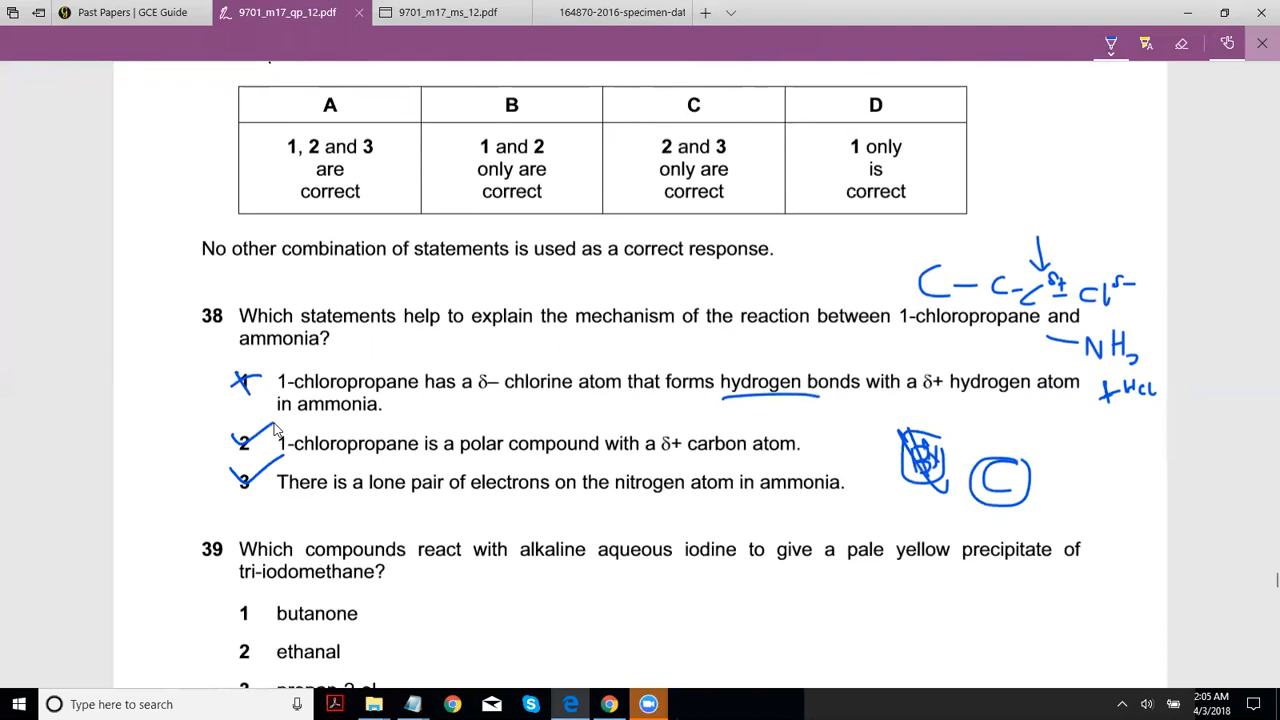 Past Papers | GCE Guide
9701_m17_qp_12.pdf
9701_m17_ms_12.pdf
164870-2016-specimen-dat
A B C D
1, 2 and 3 are correct
1 and 2 only are correct
2 and 3 only are correct
1 only is correct
No other combination of statements is used as a correct response.
C – C – C δ+ – Cl δ–
38 Which statements help to explain the mechanism of the reaction between 1-chloropropane and
ammonia?
– NH₂
1 1-chloropropane has a δ– chlorine atom that forms hydrogen bonds with a δ+ hydrogen atom
in ammonia.
+ HCl
2 1-chloropropane is a polar compound with a δ+ carbon atom.
3 There is a lone pair of electrons on the nitrogen atom in ammonia.
C
39 Which compounds react with alkaline aqueous iodine to give a pale yellow precipitate of
tri-iodomethane?
1 butanone
2 ethanal
Type here to search
2:05 AM
4/3/2018